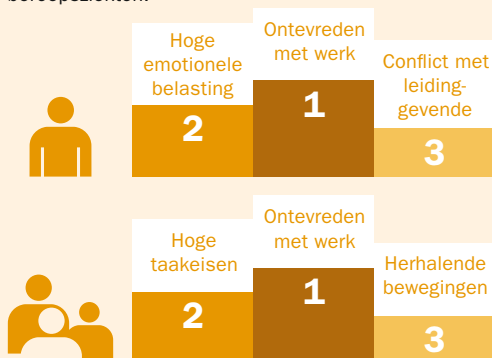 Hoge
emotionele
belasting
2
Ontevreden
met werk
1
Conflict met
leiding-
gevende
3
Hoge
taakeisen
2
Ontevreden
met werk
1
Herhalende
bewegingen
3